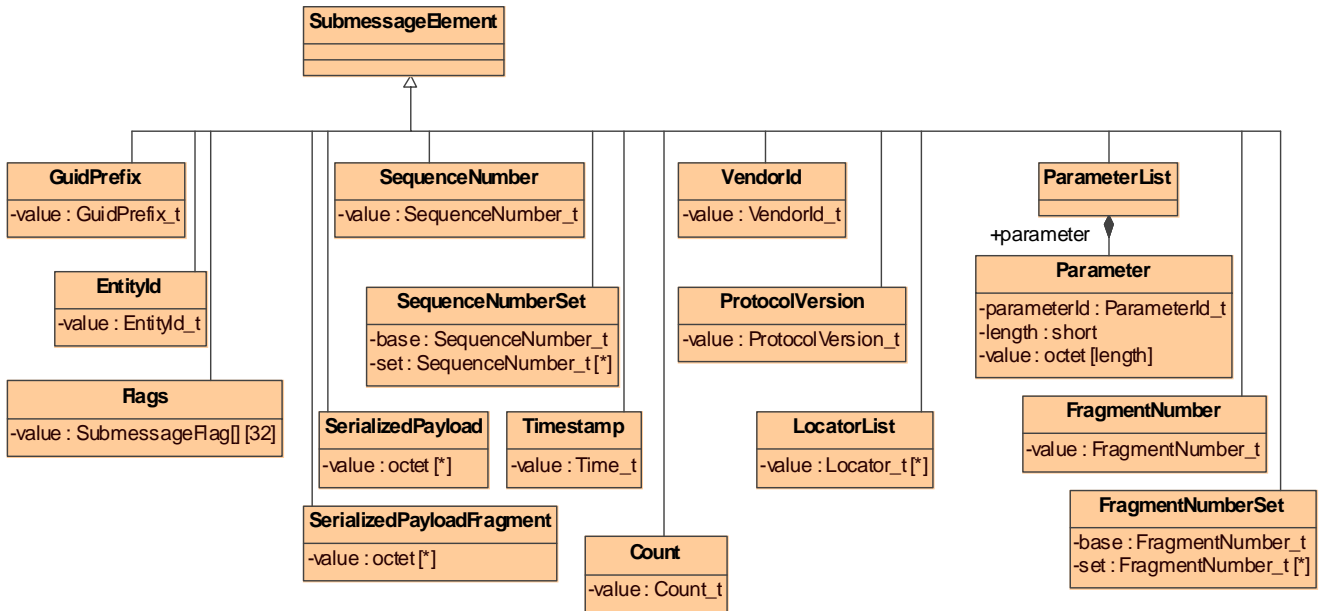 SubmessageElement
GuidPrefix
-value : GuidPrefix_t
SequenceNumber
-value : SequenceNumber_t
VendorId
-value : VendorId_t
ParameterList
+parameter
EntityId
-value : EntityId_t
SequenceNumberSet
-base : SequenceNumber_t
-set : SequenceNumber_t [*]
ProtocolVersion
-value : ProtocolVersion_t
Parameter
-parameterId : ParameterId_t
-length : short
-value : octet [length]
Flags
-value : SubmessageFlag[] [32]
SerializedPayload
-value : octet [*]
Timestamp
-value : Time_t
LocatorList
-value : Locator_t [*]
FragmentNumber
-value : FragmentNumber_t
SerializedPayloadFragment
-value : octet [*]
Count
-value : Count_t
FragmentNumberSet
-base : FragmentNumber_t
-set : FragmentNumber_t [*]